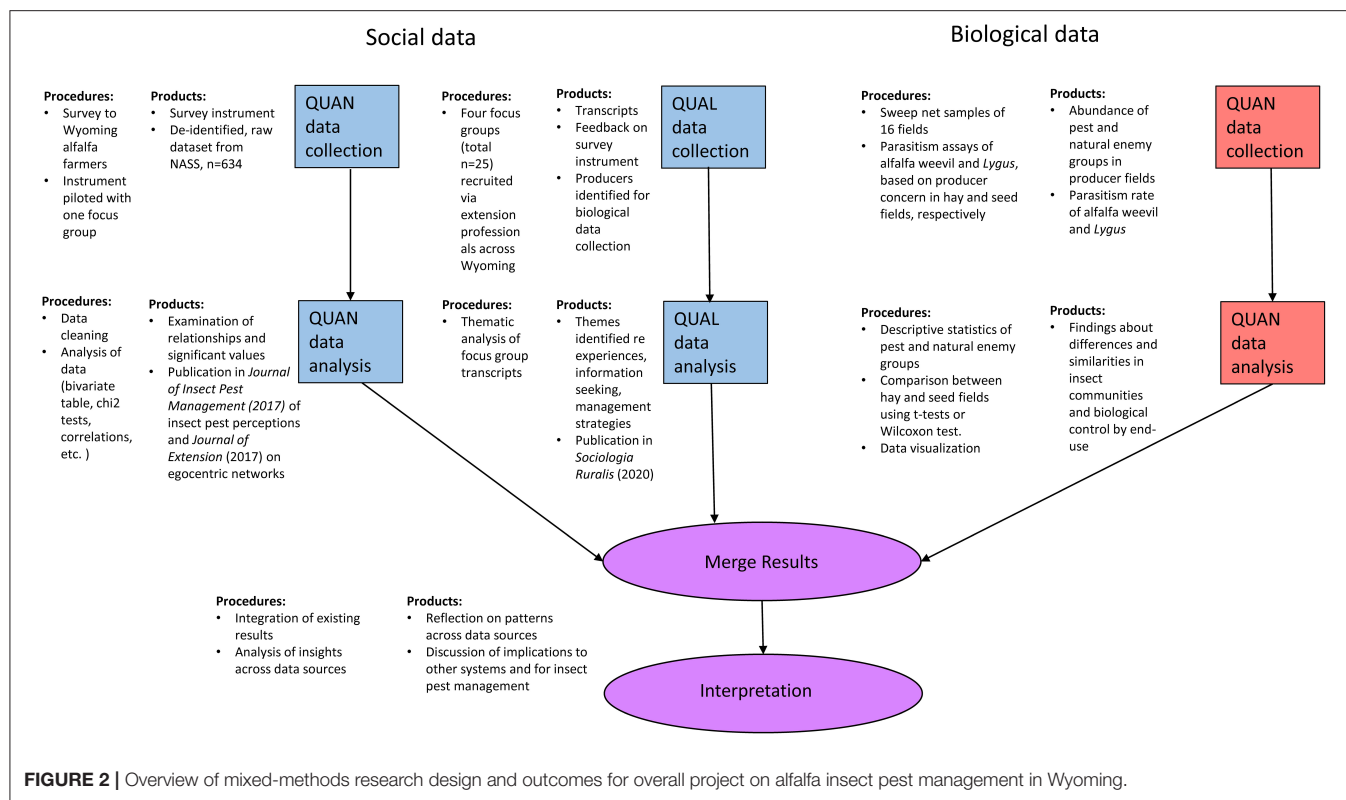 Social data
Biological data
Procedures:
• Survey to
Wyoming
alfalfa
farmers
• Instrument
piloted with
one focus
group
Products:
• Survey instrument
• De-identified, raw
dataset from
NASS, n=634
QUAN
data
collection
Procedures:
• Four focus
groups
(total
n=25)
recruited
via
extension
profession
als across
Wyoming
Products:
• Transcripts
• Feedback on
survey
instrument
• Producers
identified for
biological
data
collection
QUAL
data
collection
Procedures:
• Sweep net samples of
16 fields
• Parasitism assays of
alfalfa weevil and Lygus,
based on producer
concern in hay and seed
fields, respectively
Products:
• Abundance of
pest and
natural enemy
groups in
producer fields
• Parasitism rate
of alfalfa weevil
and Lygus
QUAN
data
collection
Procedures:
• Data
cleaning
• Analysis of
data
(bivariate
table, chi2
tests,
correlations,
etc. )
Products:
• Examination of
relationships and
significant values
• Publication in Journal
of Insect Pest
Management (2017) of
insect pest perceptions
and Journal of
Extension (2017) on
egocentric networks
QUAN
data
analysis
Procedures:
• Thematic
analysis of
focus group
transcripts
Products:
• Themes
identified re
experiences,
information
seeking,
management
strategies
• Publication in
Sociologia
Ruralis (2020)
QUAL
data
analysis
Procedures:
• Descriptive statistics of
pest and natural enemy
groups
• Comparison between
hay and seed fields
using t-tests or
Wilcoxon test.
• Data visualization
Products:
• Findings about
differences and
similarities in
insect
communities
and biological
control by end-
use
QUAN
data
analysis
Merge Results
Procedures:
• Integration of existing
results
• Analysis of insights
across data sources
Products:
• Reflection on patterns
across data sources
• Discussion of implications to
other systems and for insect
pest management
Interpretation
FIGURE 2 | Overview of mixed-methods research design and outcomes for overall project on alfalfa insect pest management in Wyoming.